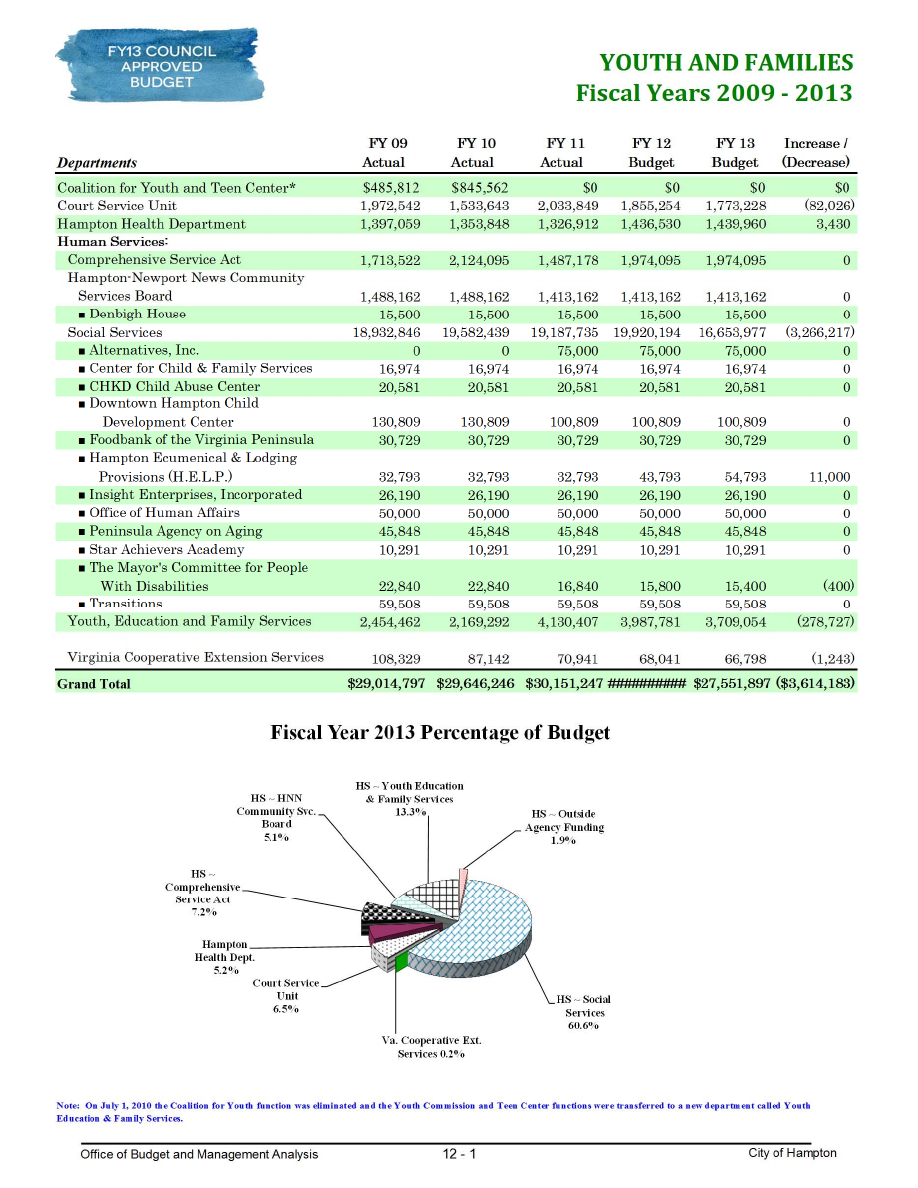 FY13 COUNCIL
APPROVED
BUDGET
YOUTH AND FAMILIES
Fiscal Years 2009 - 2013
FY 09 FY 10 FY 11 FY 12 FY 13 Increase /
Departments Actual Actual Actual Budget Budget (Decrease)
Coalition for Youth and Teen Center* $485,812 $845,562 $0 $0 $0 $0
Court Service Unit 1,972,542 1,533,643 2,033,849 1,855,254 1,773,228 (82,026)
Hampton Health Department 1,397,059 1,353,848 1,326,912 1,436,530 1,439,960 3,430
Human Services:
Comprehensive Service Act 1,713,522 2,124,095 1,487,178 1,974,095 1,974,095 0
Hampton-Newport News Community
Services Board 1,488,162 1,488,162 1,413,162 1,413,162 1,413,162 0
■ Denbigh House 15,500 15,500 15,500 15,500 15,500 0
Social Services 18,932,846 19,582,439 19,187,735 19,920,194 16,653,977 (3,266,217)
■ Alternatives, Inc. 0 0 75,000 75,000 75,000 0
■ Center for Child & Family Services 16,974 16,974 16,974 16,974 16,974 0
■ CHKD Child Abuse Center 20,581 20,581 20,581 20,581 20,581 0
■ Downtown Hampton Child
Development Center 130,809 130,809 100,809 100,809 100,809 0
■ Foodbank of the Virginia Peninsula 30,729 30,729 30,729 30,729 30,729 0
■ Hampton Ecumenical & Lodging
Provisions (H.E.L.P.) 32,793 32,793 32,793 43,793 54,793 11,000
■ Insight Enterprises, Incorporated 26,190 26,190 26,190 26,190 26,190 0
■ Office of Human Affairs 50,000 50,000 50,000 50,000 50,000 0
■ Peninsula Agency on Aging 45,848 45,848 45,848 45,848 45,848 0
■ Star Achievers Academy 10,291 10,291 10,291 10,291 10,291 0
■ The Mayor's Committee for People
With Disabilities 22,840 22,840 16,840 15,800 15,400 (400)
■ Transitions 59,508 59,508 59,508 59,508 59,508 0
Youth, Education and Family Services 2,454,462 2,169,292 4,130,407 3,987,781 3,709,054 (278,727)
Virginia Cooperative Extension Services 108,329 87,142 70,941 68,041 66,798 (1,243)
Grand Total $29,014,797 $29,646,246 $30,151,247 ########## $27,551,897 ($3,614,183)
Fiscal Year 2013 Percentage of Budget
HS ~ Youth Education
& Family Services
13.3%
HS ~ HNN
Community Svc.
Board
5.1%
HS ~ Outside
Agency Funding
1.9%
HS ~
Comprehensive
Service Act
7.2%
Hampton
Health Dept.
5.2%
Court Service
Unit
6.5%
HS ~ Social
Services
60.6%
Va. Cooperative Ext.
Services 0.2%
Note: On July 1, 2010 the Coalition for Youth function was eliminated and the Youth Commission and Teen Center functions were transferred to a new department called Youth
Education & Family Services.
Office of Budget and Management Analysis 12 - 1 City of Hampton